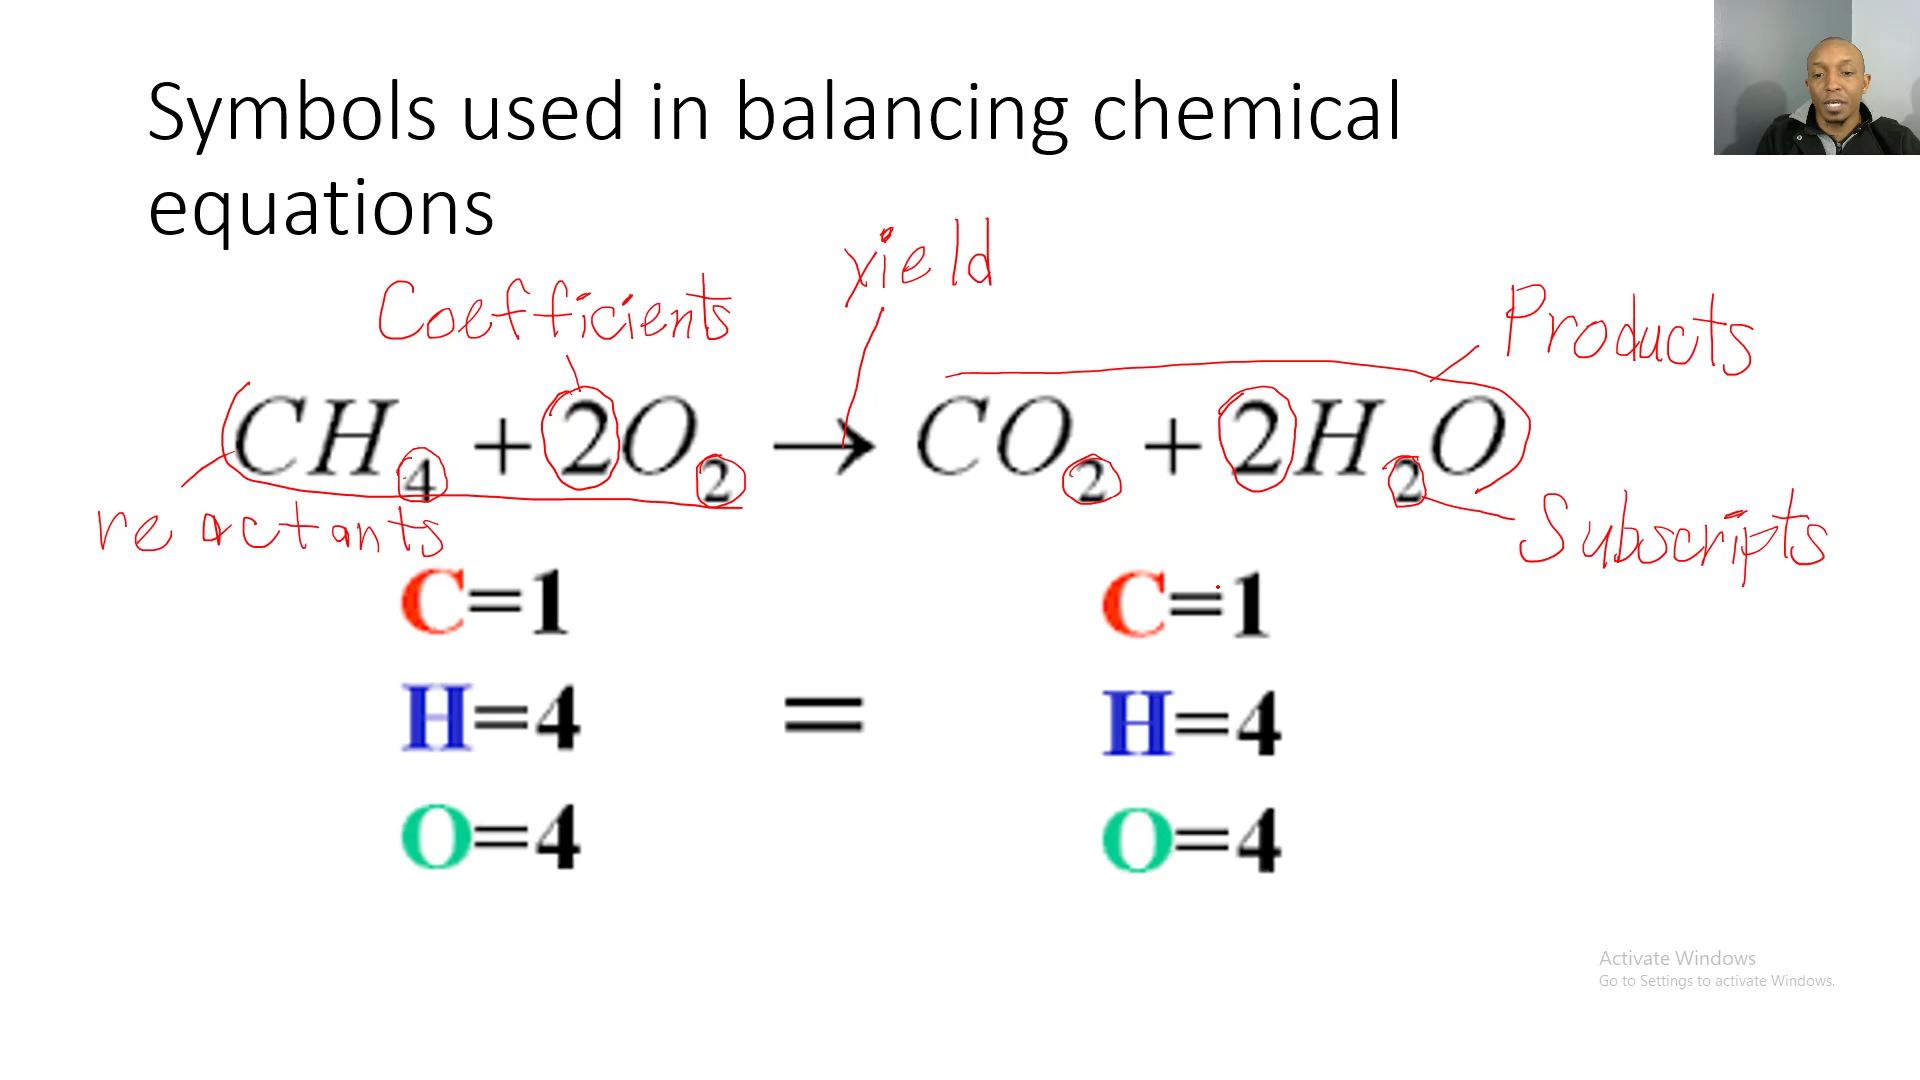 Symbols used in balancing chemical
equations
yield
Coefficients
Products
CH₄ + 2O₂ → CO₂ + 2H₂O
reactants
Subscripts
C=1 C=1
H=4 = H=4
O=4 O=4
Activate Windows
Go to Settings to activate Windows.